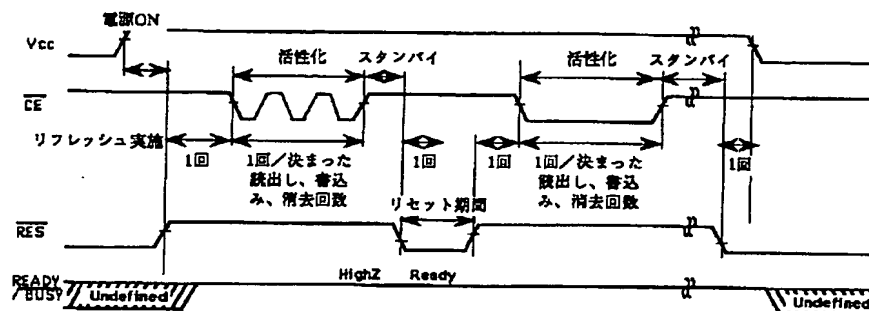 電源ON
Vcc
活性化
スタンバイ
活性化
スタンバイ
CE
リフレッシュ実施
1回
1回/決まった
読出し、書込
み、消去回数
1回
1回
1回/決まった
読出し、書込
み、消去回数
1回
リセット期間
RES
HighZ Ready
READY
/BUSY
Undefined
Undefined